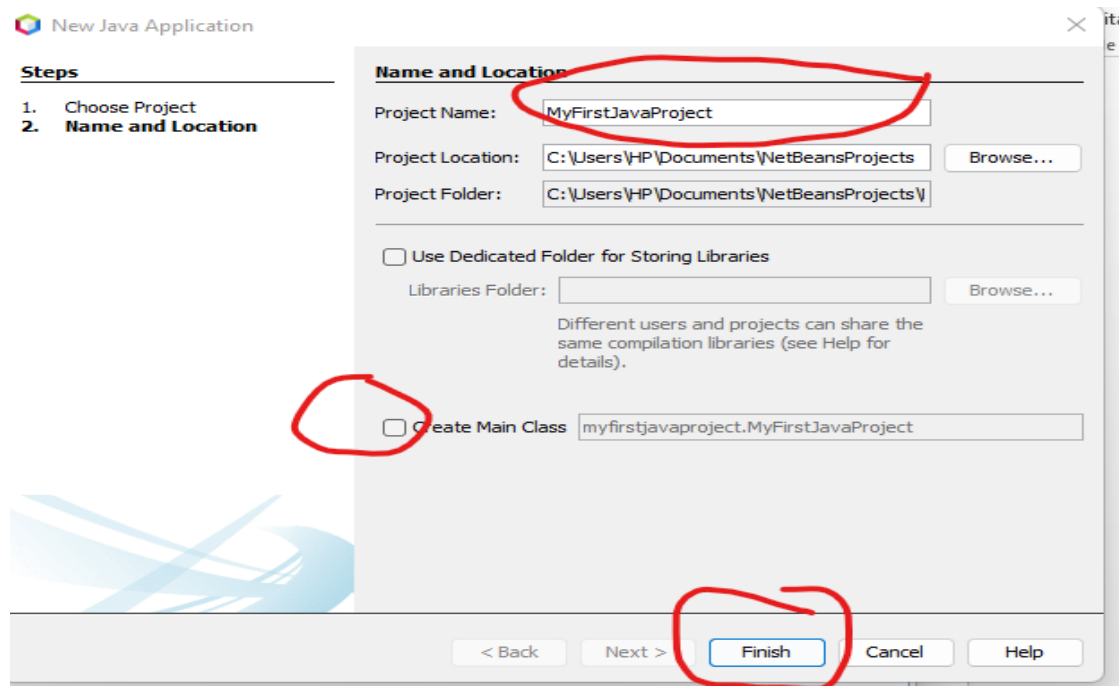 New Java Application
Steps
1. Choose Project
2. Name and Location
Name and Location
Project Name: MyFirstJavaProject
Project Location: C:\Users\HP\Documents\NetBeansProjects Browse...
Project Folder: C:\Users\HP\Documents\NetBeansProjects\
Use Dedicated Folder for Storing Libraries
Libraries Folder: Browse...
Different users and projects can share the
same compilation libraries (see Help for
details).
Create Main Class myfirstjavaproject.MyFirstJavaProject
< Back Next > Finish Cancel Help